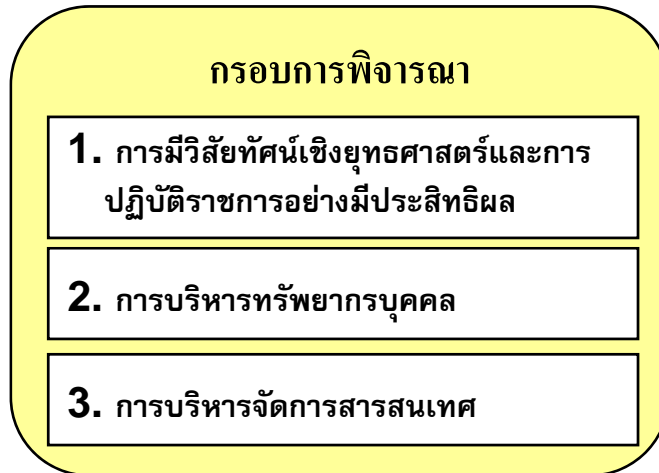 กรอบการพิจารณา
1. การมีวิสัยทัศน์เชิงยุทธศาสตร์และการ
ปฏิบัติราชการอย่างมีประสิทธิผล
2. การบริหารทรัพยากรบุคคล
3. การบริหารจัดการสารสนเทศ